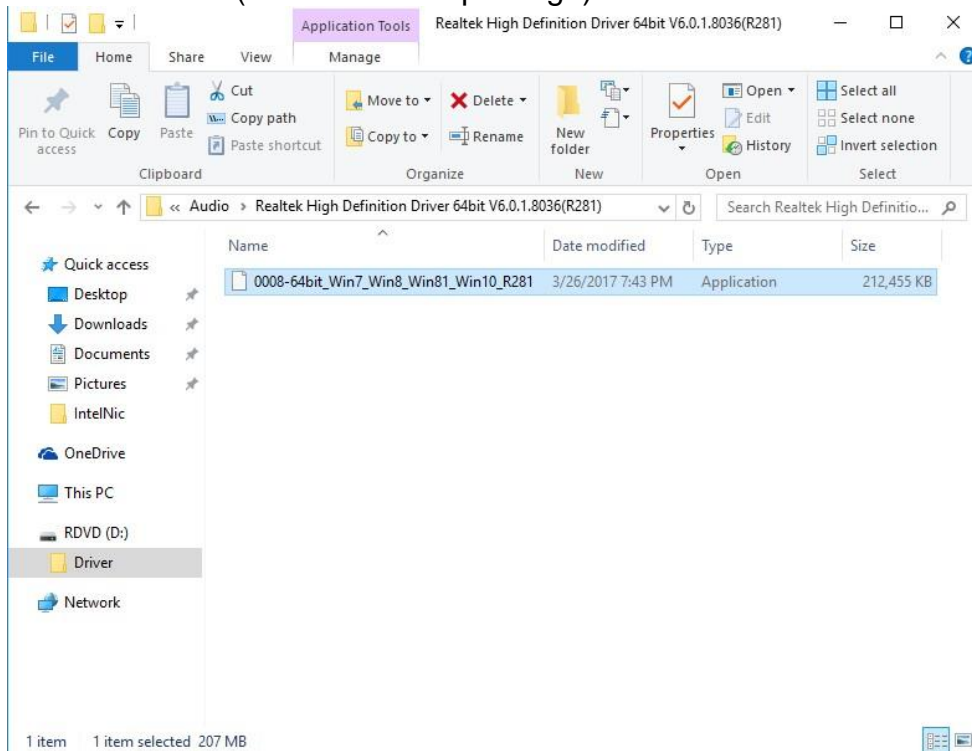 Application Tools
Realtek High Definition Driver 64bit V6.0.1.8036(R281)
File Home Share View Manage
Pin to Quick access
Copy
Paste
Cut
Copy path
Paste shortcut
Clipboard
Move to
Copy to
Delete
Rename
Organize
New folder
New
Properties
Open
Edit
History
Open
Select all
Select none
Invert selection
Select
« Audio › Realtek High Definition Driver 64bit V6.0.1.8036(R281)
Search Realtek High Definitio...
Name Date modified Type Size
0008-64bit_Win7_Win8_Win81_Win10_R281 3/26/2017 7:43 PM Application 212,455 KB
Quick access
Desktop
Downloads
Documents
Pictures
IntelNic
OneDrive
This PC
RDVD (D:)
Driver
Network
1 item 1 item selected 207 MB